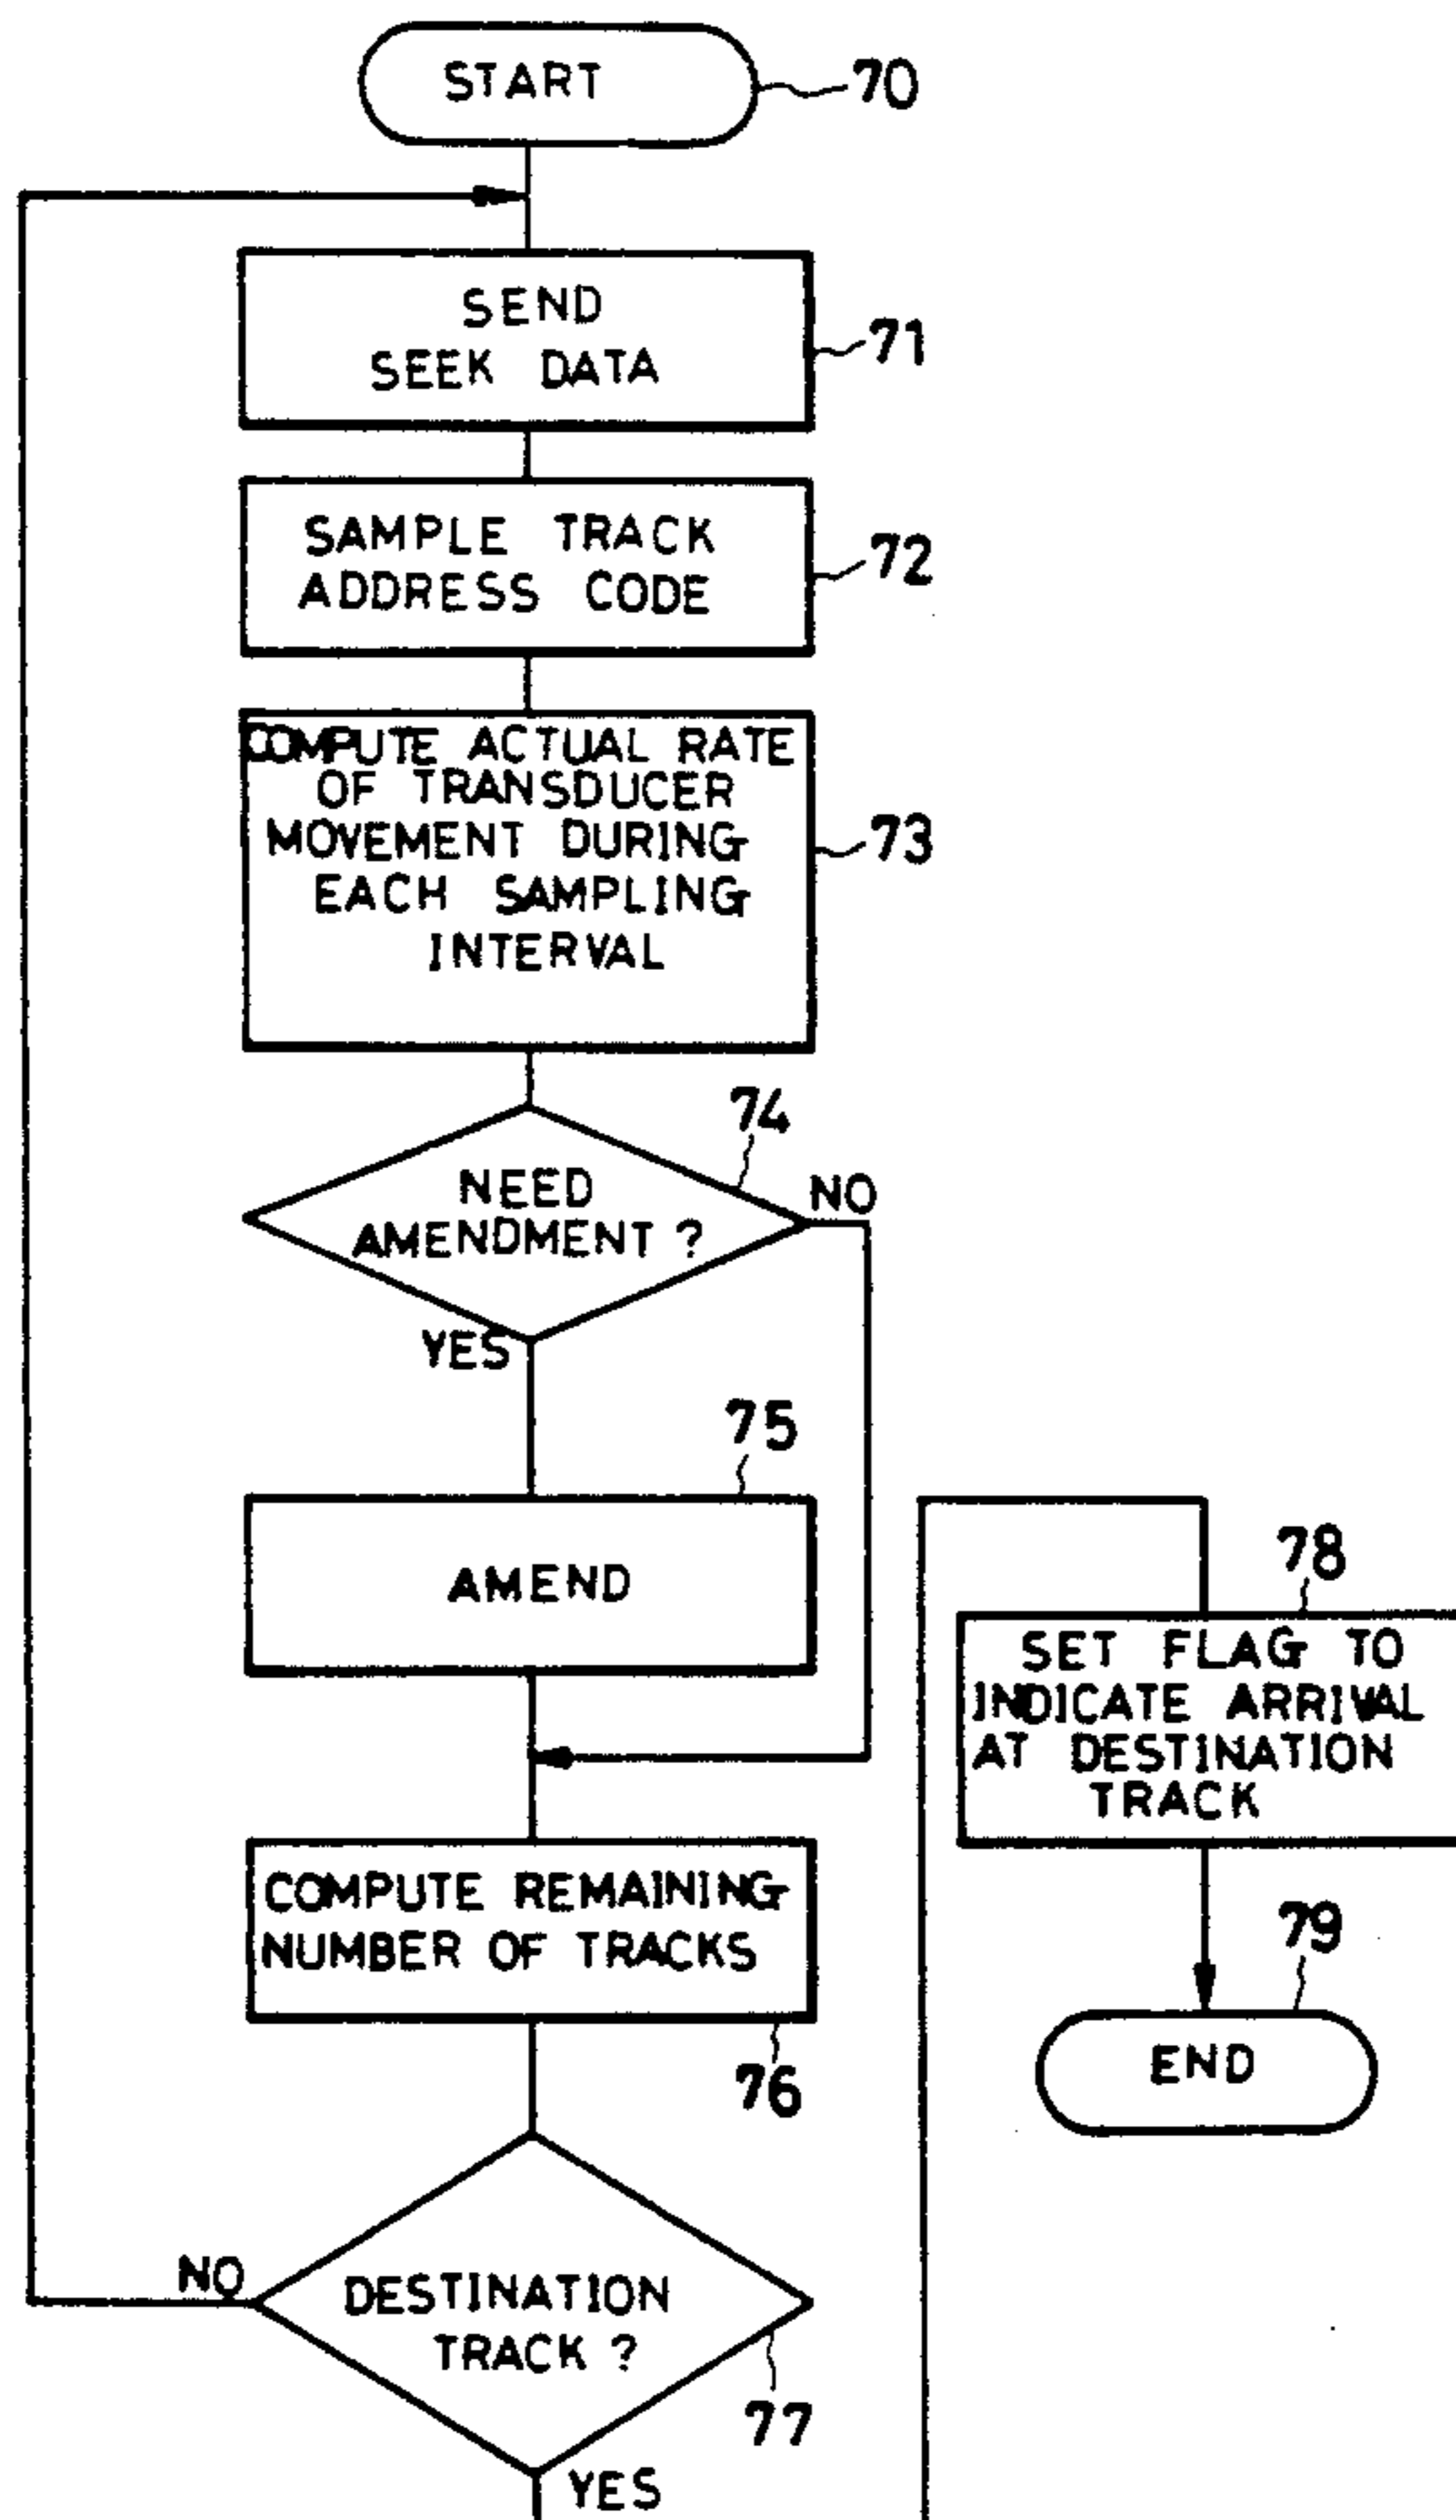 START
70
SEND
SEEK DATA
71
SAMPLE TRACK
ADDRESS CODE
72
COMPUTE ACTUAL RATE
OF TRANSDUCER
MOVEMENT DURING
EACH SAMPLING
INTERVAL
73
74
NEED
AMENDMENT ?
NO
YES
75
AMEND
COMPUTE REMAINING
NUMBER OF TRACKS
76
DESTINATION
TRACK ?
NO
77
YES
78
SET FLAG TO
INDICATE ARRIVAL
AT DESTINATION
TRACK
79
END